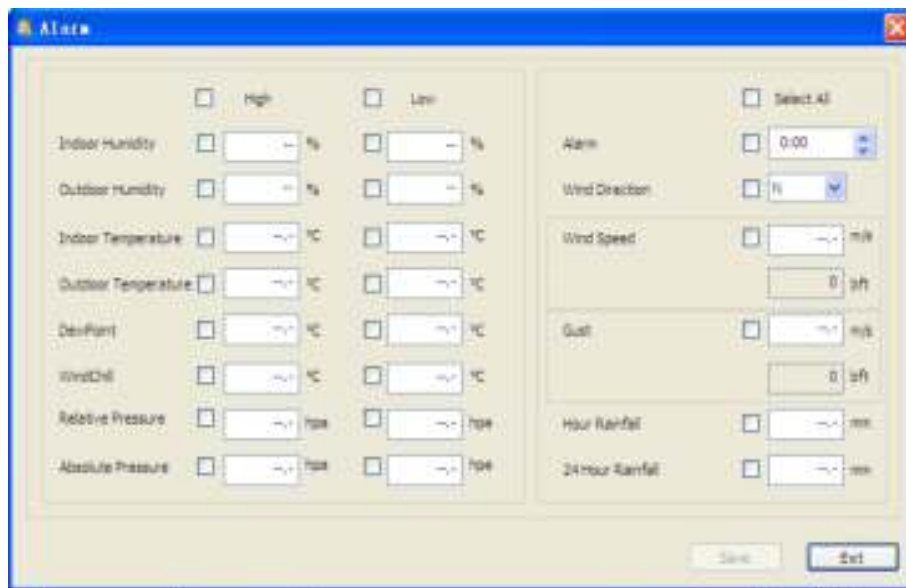 Alarm
High Low
Indoor Humidity -- % -- %
Outdoor Humidity -- % -- %
Indoor Temperature --.- °C --.- °C
Outdoor Temperature --.- °C --.- °C
DewPoint --.- °C --.- °C
WindChill --.- °C --.- °C
Relative Pressure --.- hpa --.- hpa
Absolute Pressure --.- hpa --.- hpa
Select All
Alarm 0:00
Wind Direction N
Wind Speed --.- m/s
0 bft
Gust --.- m/s
0 bft
Hour Rainfall --.- mm
24 Hour Rainfall --.- mm
Save Exit